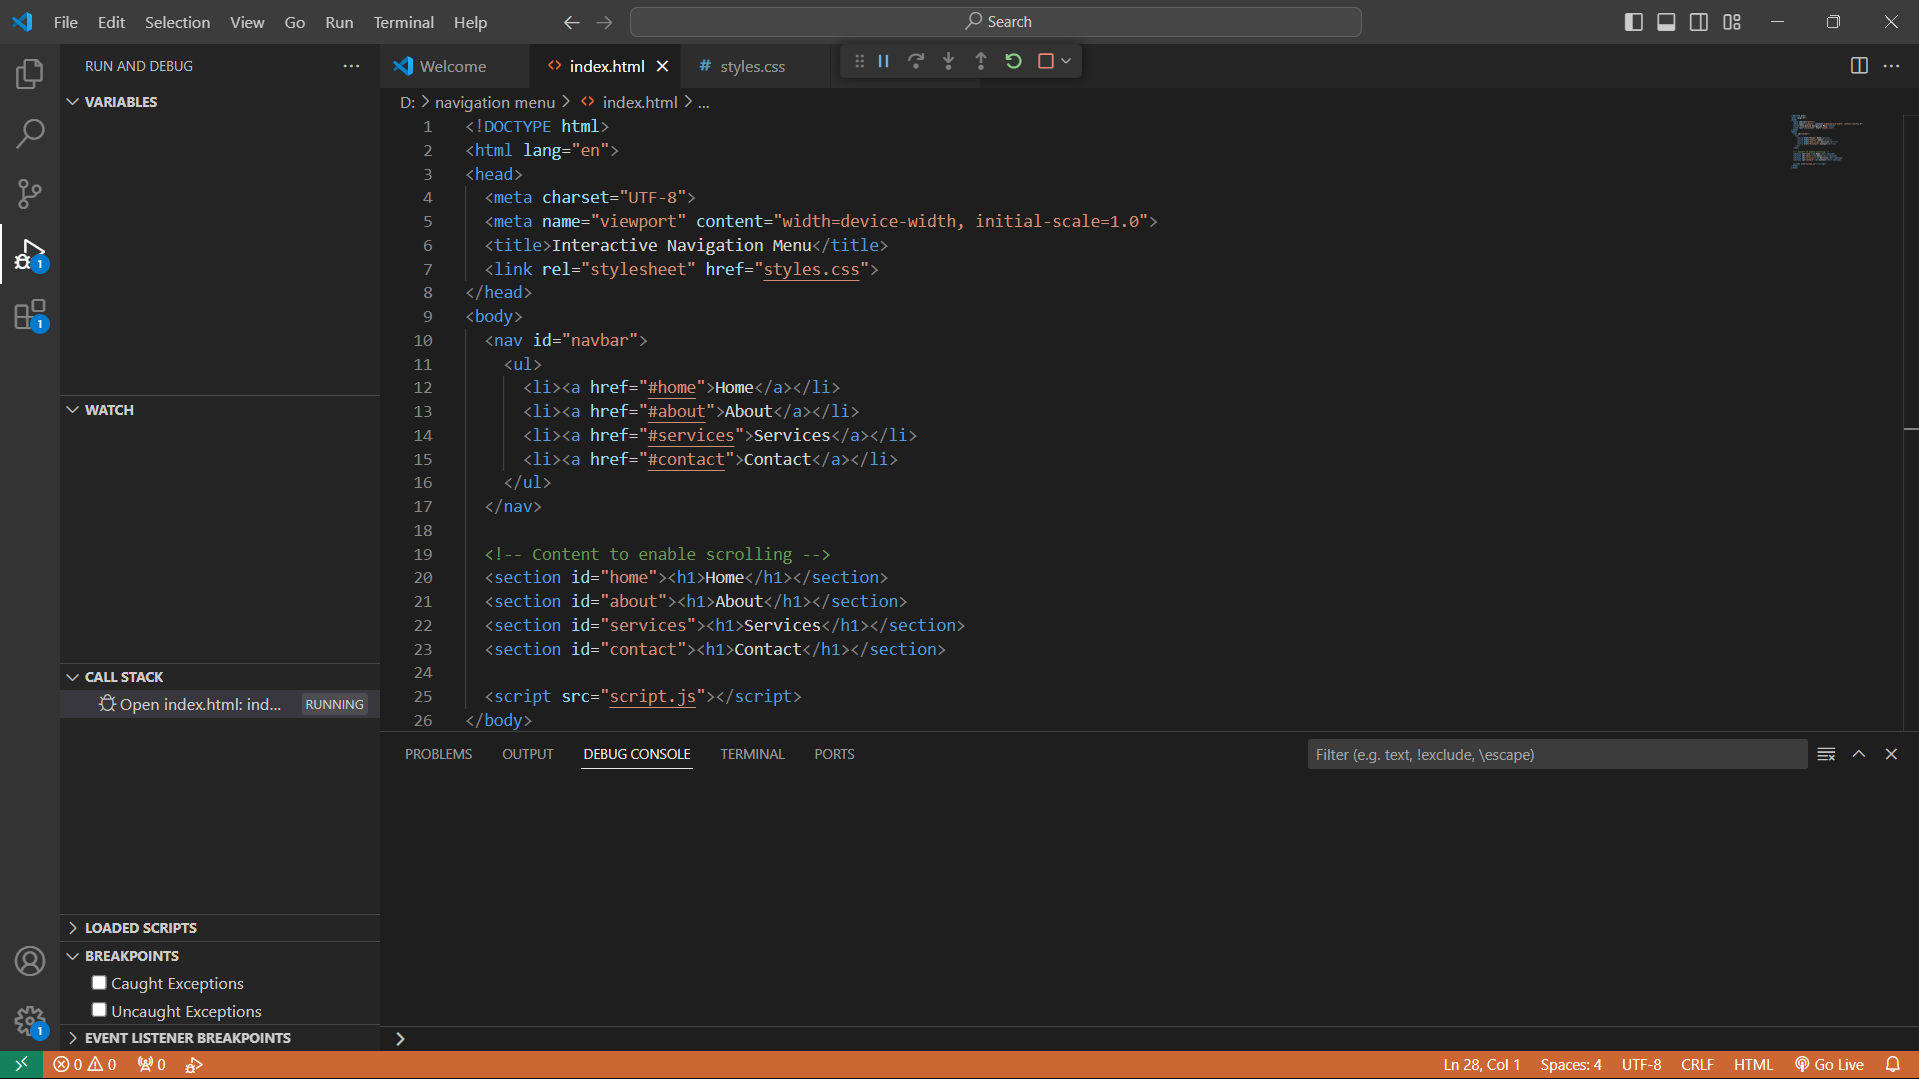 File Edit Selection View Go Run Terminal Help
Search
RUN AND DEBUG
VARIABLES
WATCH
CALL STACK
Open index.html: ind... RUNNING
LOADED SCRIPTS
BREAKPOINTS
Caught Exceptions
Uncaught Exceptions
EVENT LISTENER BREAKPOINTS
1
1
1
Welcome index.html # styles.css
D: > navigation menu > <> index.html > ...
1 <!DOCTYPE html>
2 <html lang="en">
3 <head>
4 <meta charset="UTF-8">
5 <meta name="viewport" content="width=device-width, initial-scale=1.0">
6 <title>Interactive Navigation Menu</title>
7 <link rel="stylesheet" href="styles.css">
8 </head>
9 <body>
10 <nav id="navbar">
11 <ul>
12 <li><a href="#home">Home</a></li>
13 <li><a href="#about">About</a></li>
14 <li><a href="#services">Services</a></li>
15 <li><a href="#contact">Contact</a></li>
16 </ul>
17 </nav>
18
19 <!-- Content to enable scrolling -->
20 <section id="home"><h1>Home</h1></section>
21 <section id="about"><h1>About</h1></section>
22 <section id="services"><h1>Services</h1></section>
23 <section id="contact"><h1>Contact</h1></section>
24
25 <script src="script.js"></script>
26 </body>
PROBLEMS OUTPUT DEBUG CONSOLE TERMINAL PORTS
Filter (e.g. text, !exclude, \escape)
0 0 0 Ln 28, Col 1 Spaces: 4 UTF-8 CRLF HTML Go Live